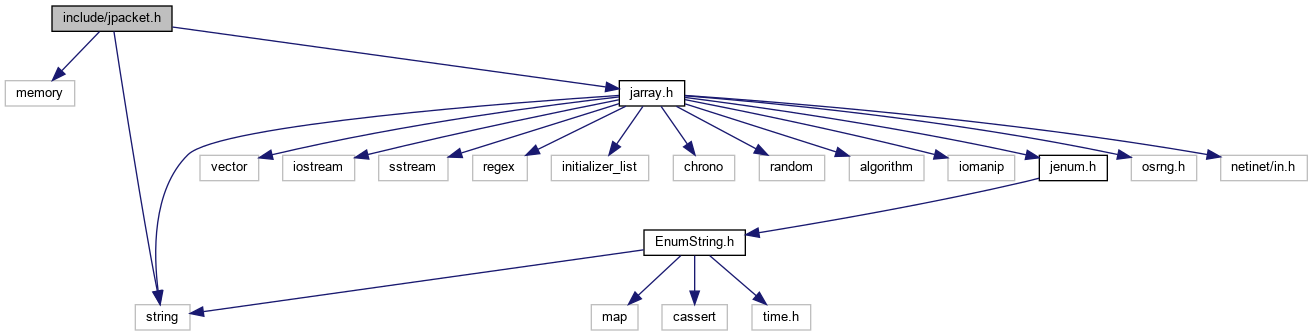 include/jpacket.h
memory
jarray.h
vector
iostream
sstream
regex
initializer_list
chrono
random
algorithm
iomanip
jenum.h
osrng.h
netinet/in.h
EnumString.h
string
map
cassert
time.h